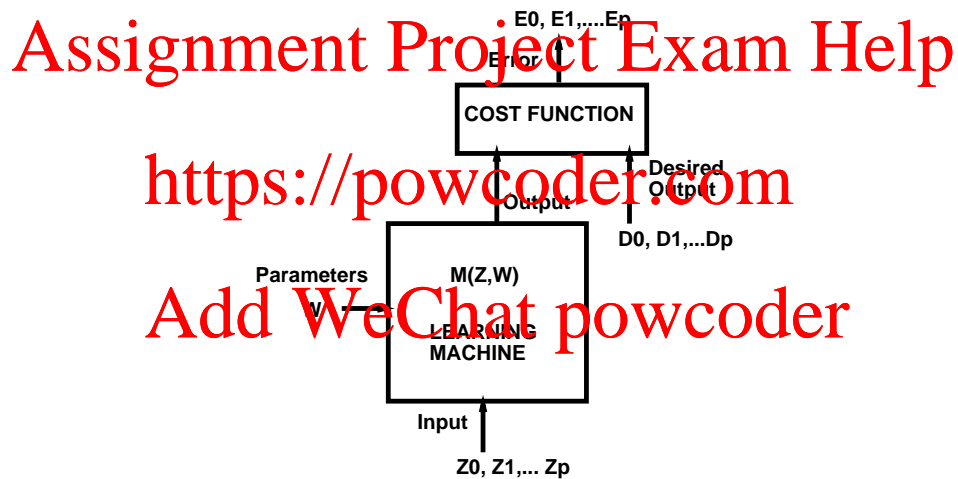 E0, E1,....Ep
Assignment Project Exam Help
Error
COST FUNCTION
https://powcoder.com
Desired
Output
Output
D0, D1,...Dp
Parameters
W
M(Z,W)
Add WeChat powcoder
LEARNING
MACHINE
Input
Z0, Z1,... Zp